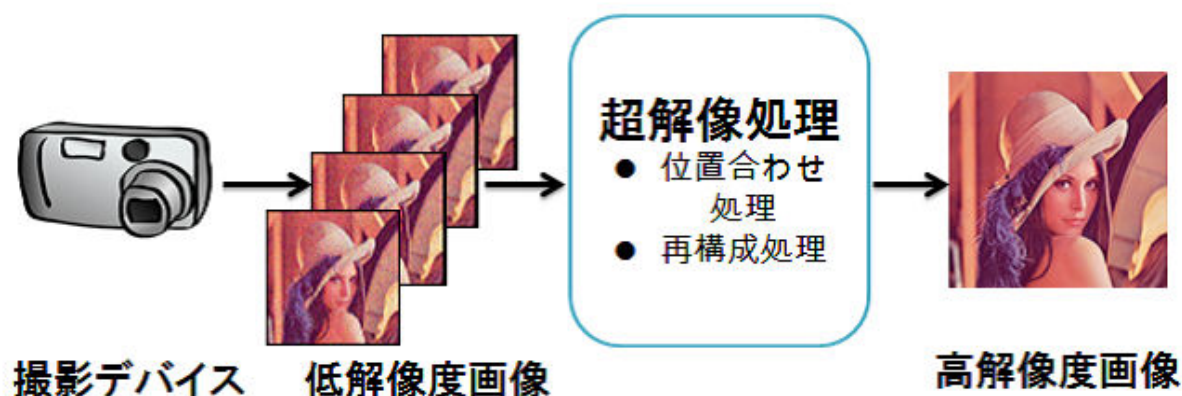 超解像処理
● 位置合わせ
処理
● 再構成処理
撮影デバイス
低解像度画像
高解像度画像